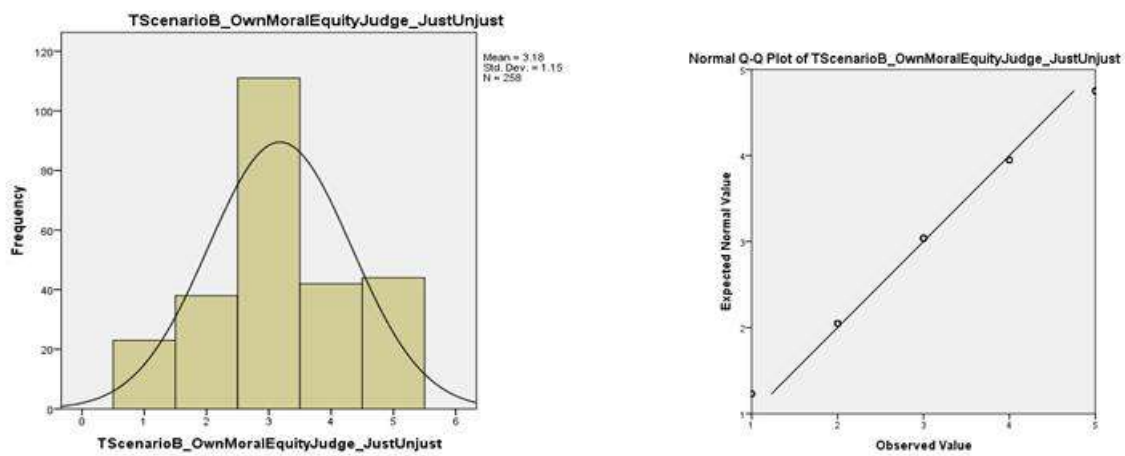 TScenarioB_OwnMoralEquityJudge_JustUnjust
Mean = 3.18
Std. Dev. = 1.15
N = 258
120
100
80
60
40
20
0
Frequency
0 1 2 3 4 5 6
TScenarioB_OwnMoralEquityJudge_JustUnjust
Normal Q-Q Plot of TScenarioB_OwnMoralEquityJudge_JustUnjust
5
4
3
2
1
Expected Normal Value
1 2 3 4 5
Observed Value